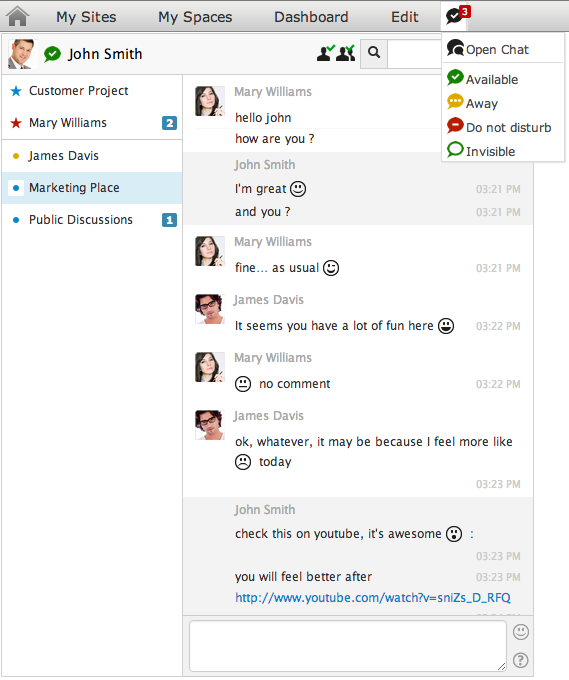 My Sites My Spaces Dashboard Edit 3
John Smith
Open Chat
Available
Away
Do not disturb
Invisible
Customer Project
Mary Williams 2
James Davis
Marketing Place
Public Discussions 1
Mary Williams
hello john
how are you ?
John Smith
I'm great 03:21 PM
and you ? 03:21 PM
Mary Williams
fine... as usual 03:21 PM
James Davis
It seems you have a lot of fun here 03:22 PM
Mary Williams
no comment 03:22 PM
James Davis
ok, whatever, it may be because I feel more like
today
03:23 PM
John Smith
check this on youtube, it's awesome :
03:23 PM
you will feel better after 03:23 PM
http://www.youtube.com/watch?v=sniZs_D_RFQ
?